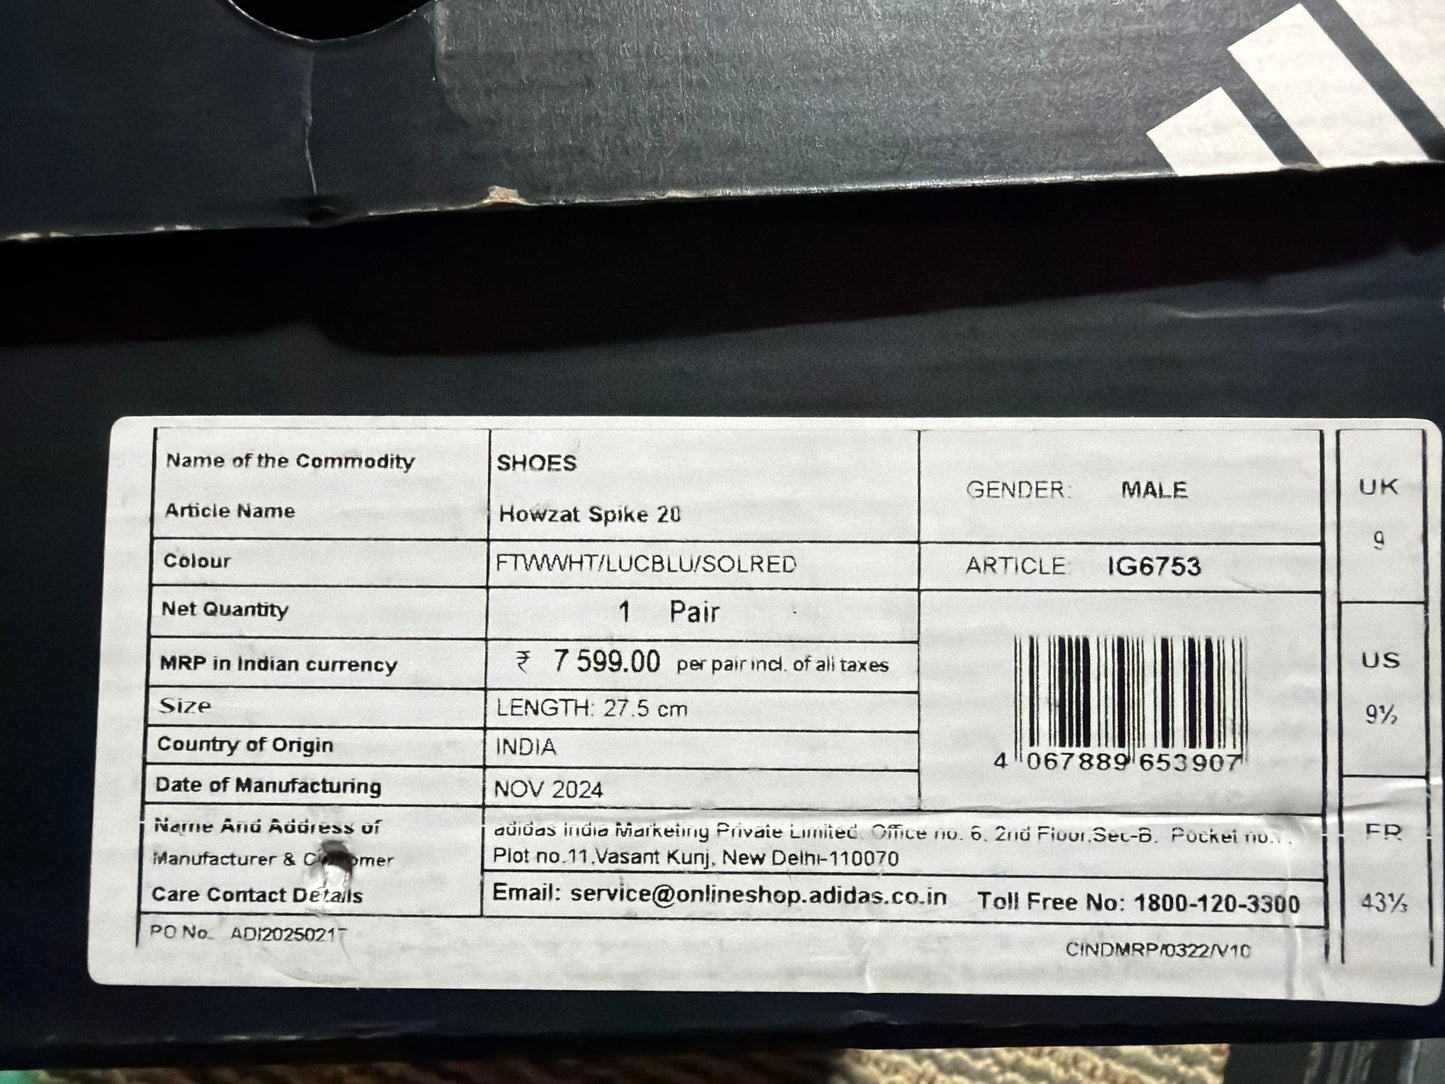 Name of the Commodity SHOES
Article Name Howzat Spike 20
GENDER: MALE
Colour FTWWHT/LUCBLU/SOLRED
ARTICLE IG6753
Net Quantity 1 Pair
MRP in Indian currency ₹ 7 599.00 per pair incl. of all taxes
Size LENGTH: 27.5 cm
Country of Origin INDIA
Date of Manufacturing NOV 2024
4 067889 653907
Name And Address of
Manufacturer & Customer
Care Contact Details
adidas India Marketing Private Limited. Office no. 6, 2nd Floor,Sec-B, Pocket no.
Plot no.11,Vasant Kunj, New Delhi-110070
Email: service@onlineshop.adidas.co.in Toll Free No: 1800-120-3300
PO No. ADI20250217
CINDMRP/0322/V10
UK
9
US
9½
FR
43⅓